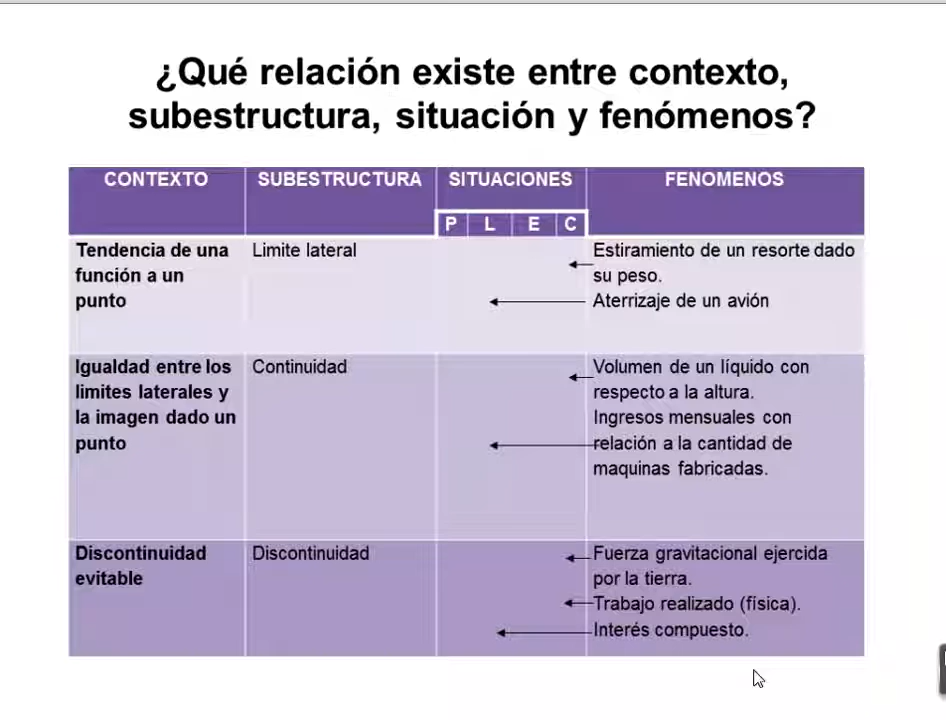 ¿Qué relación existe entre contexto,
subestructura, situación y fenómenos?
CONTEXTO SUBESTRUCTURA SITUACIONES FENOMENOS
P L E C
Tendencia de una
función a un
punto
Limite lateral
Estiramiento de un resorte dado
su peso.
Aterrizaje de un avión
Igualdad entre los
limites laterales y
la imagen dado un
punto
Continuidad
Volumen de un líquido con
respecto a la altura.
Ingresos mensuales con
relación a la cantidad de
maquinas fabricadas.
Discontinuidad
evitable
Discontinuidad
Fuerza gravitacional ejercida
por la tierra.
Trabajo realizado (física).
Interés compuesto.